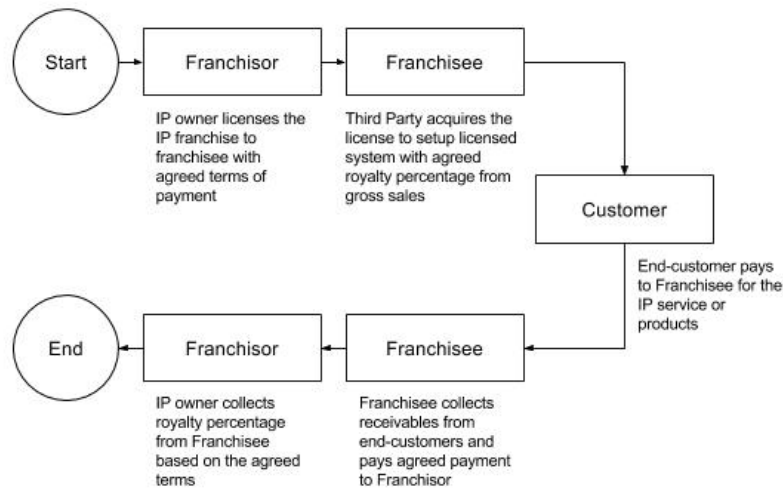 Start
Franchisor
Franchisee
IP owner licenses the
IP franchise to
franchisee with
agreed terms of
payment
Third Party acquires the
license to setup licensed
system with agreed
royalty percentage from
gross sales
Customer
End-customer pays
to Franchisee for the
IP service or
products
End
Franchisor
Franchisee
IP owner collects
royalty percentage
from Franchisee
based on the agreed
terms
Franchisee collects
receivables from
end-customers and
pays agreed payment
to Franchisor